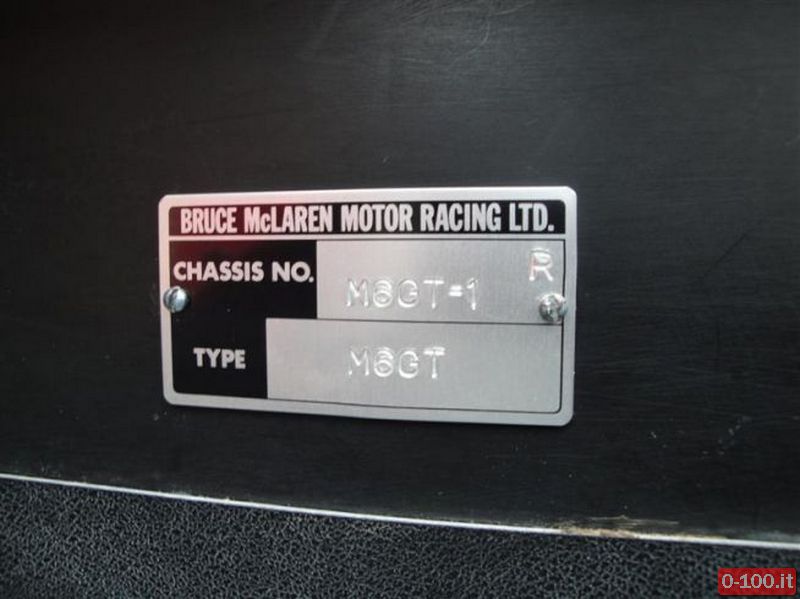 BRUCE McLAREN MOTOR RACING LTD.
CHASSIS NO. M6GT-1 R
TYPE M6GT
0-100.it